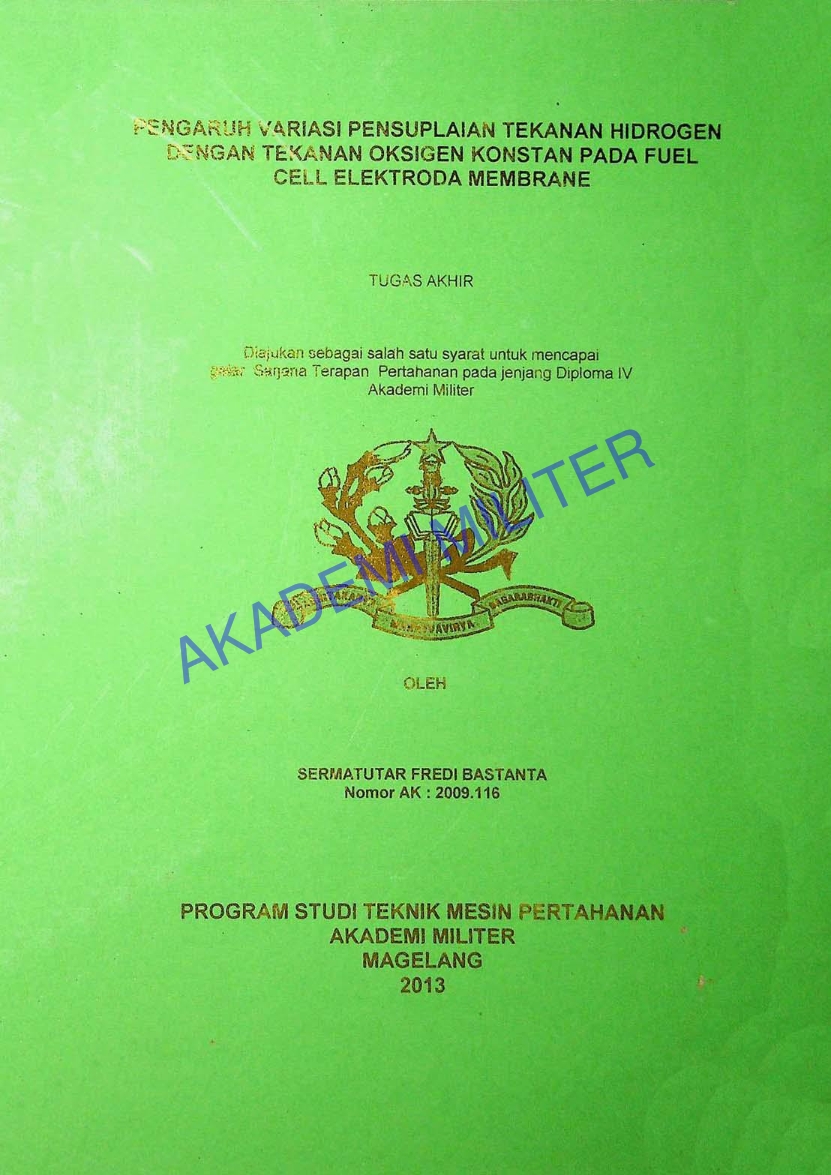 PENGARUH VARIASI PENSUPLAIAN TEKANAN HIDROGEN
DENGAN TEKANAN OKSIGEN KONSTAN PADA FUEL
CELL ELEKTRODA MEMBRANE
TUGAS AKHIR
Diajukan sebagai salah satu syarat untuk mencapai
gelar Sarjana Terapan Pertahanan pada jenjang Diploma IV
Akademi Militer
AKADEMI MILITER
OLEH
SERMATUTAR FREDI BASTANTA
Nomor AK : 2009.116
PROGRAM STUDI TEKNIK MESIN PERTAHANAN
AKADEMI MILITER
MAGELANG
2013